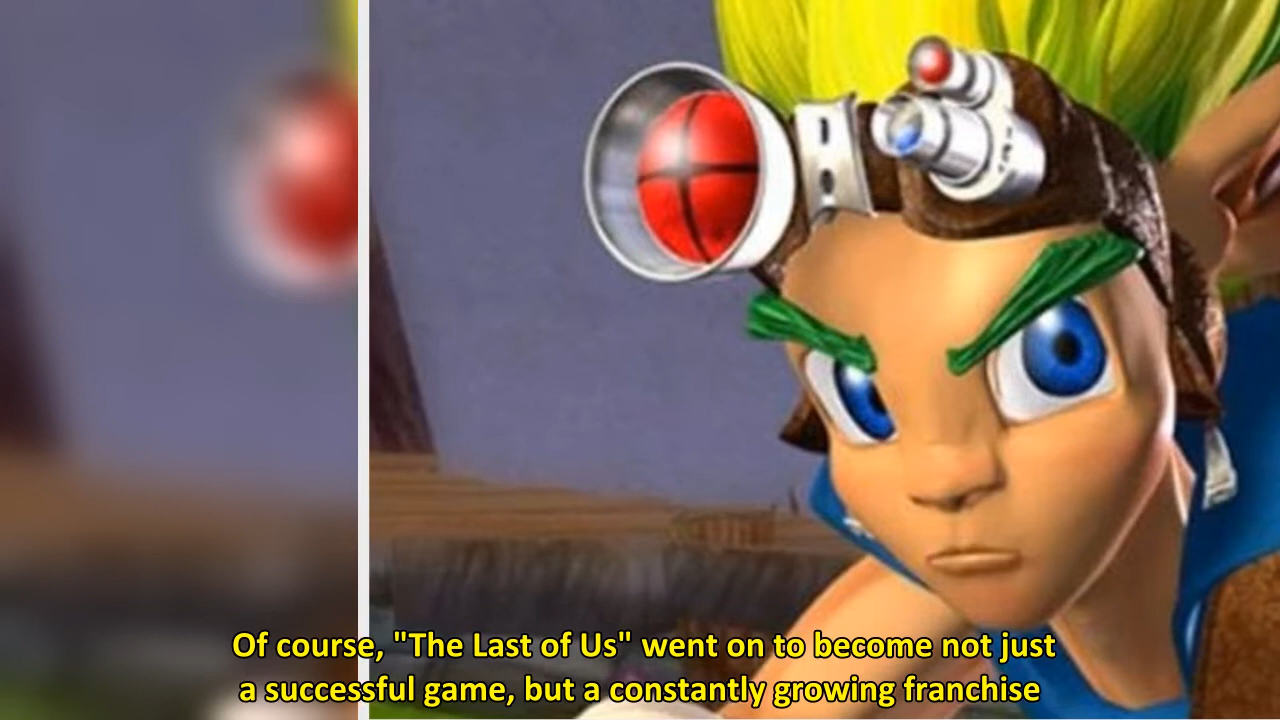 Of course, "The Last of Us" went on to become not just
a successful game, but a constantly growing franchise